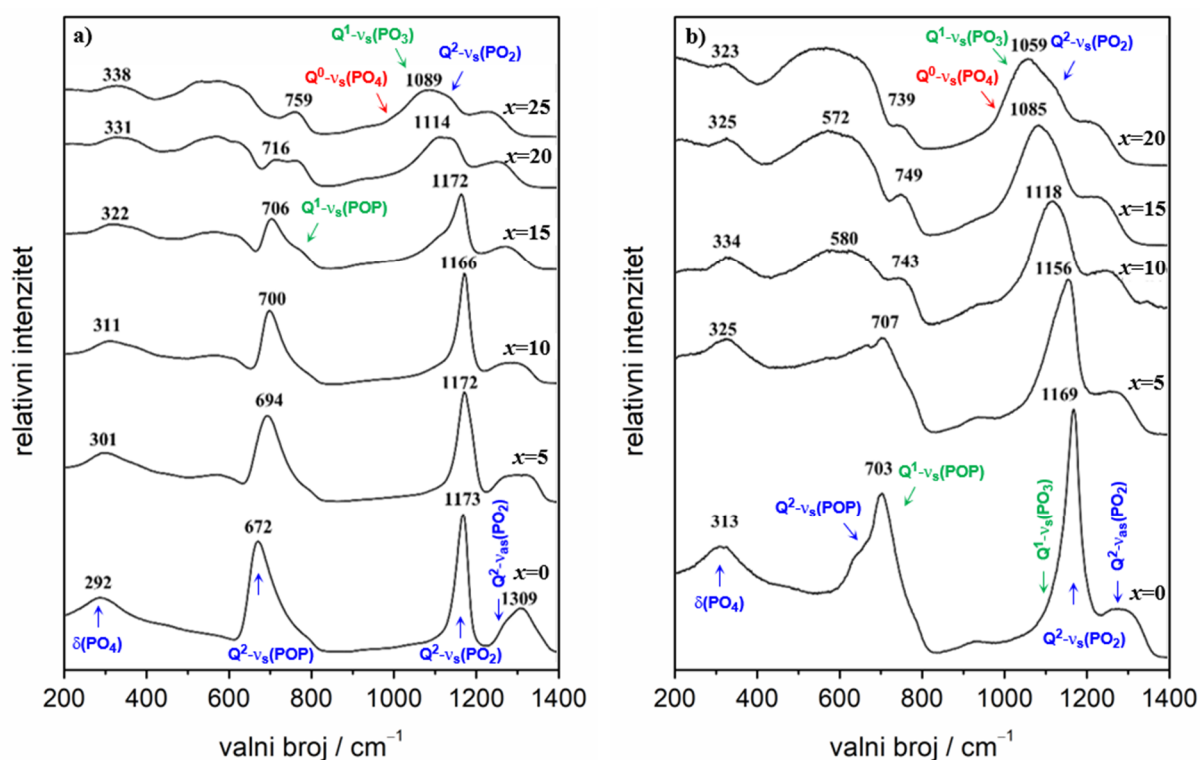 a)
Q¹-νₛ(PO₃)
Q²-νₛ(PO₂)
Q⁰-νₛ(PO₄)
338
759
1089
x=25
331
716
1114
x=20
322
706
1172
Q¹-νₛ(POP)
x=15
311
700
1166
x=10
301
694
1172
x=5
292
672
1173
1309
x=0
δ(PO₄)
Q²-νₛ(POP)
Q²-νₛ(PO₂)
Q²-νₐₛ(PO₂)
relativni intenzitet
200 400 600 800 1000 1200 1400
valni broj / cm⁻¹
b)
Q¹-νₛ(PO₃)
1059
Q²-νₛ(PO₂)
Q⁰-νₛ(PO₄)
323
739
x=20
325
572
749
1085
x=15
334
580
743
1118
x=10
325
707
1156
x=5
313
703
1169
x=0
Q²-νₛ(POP)
Q¹-νₛ(POP)
δ(PO₄)
Q¹-νₛ(PO₃)
Q²-νₛ(PO₂)
Q²-νₐₛ(PO₂)
relativni intenzitet
200 400 600 800 1000 1200 1400
valni broj / cm⁻¹